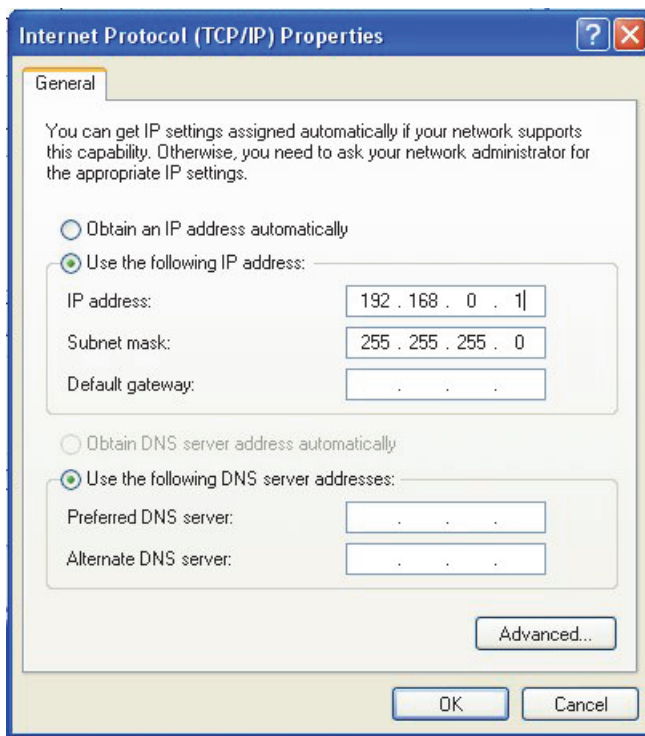 Internet Protocol (TCP/IP) Properties
General
You can get IP settings assigned automatically if your network supports
this capability. Otherwise, you need to ask your network administrator for
the appropriate IP settings.
Obtain an IP address automatically
Use the following IP address:
IP address: 192 . 168 . 0 . 1
Subnet mask: 255 . 255 . 255 . 0
Default gateway: . . .
Obtain DNS server address automatically
Use the following DNS server addresses:
Preferred DNS server: . . .
Alternate DNS server: . . .
Advanced...
OK Cancel